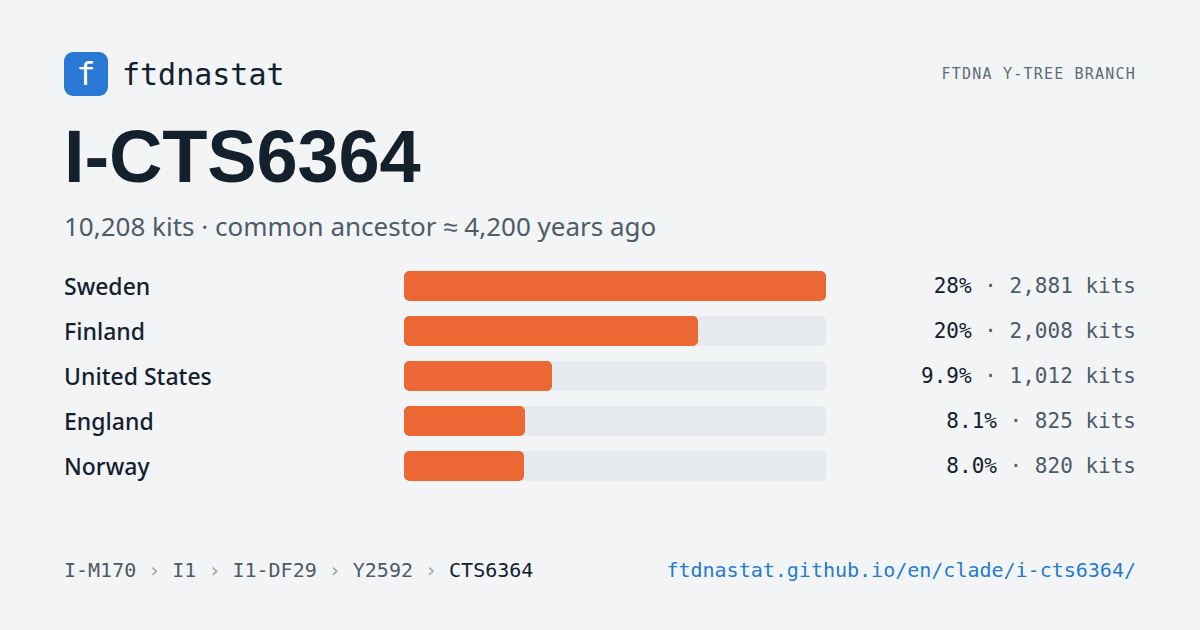 f ftdnastat
FTDNA Y-TREE BRANCH
I-CTS6364
10,208 kits · common ancestor ≈ 4,200 years ago
Sweden 28% · 2,881 kits
Finland 20% · 2,008 kits
United States 9.9% · 1,012 kits
England 8.1% · 825 kits
Norway 8.0% · 820 kits
I-M170 › I1 › I1-DF29 › Y2592 › CTS6364
ftdnastat.github.io/en/clade/i-cts6364/